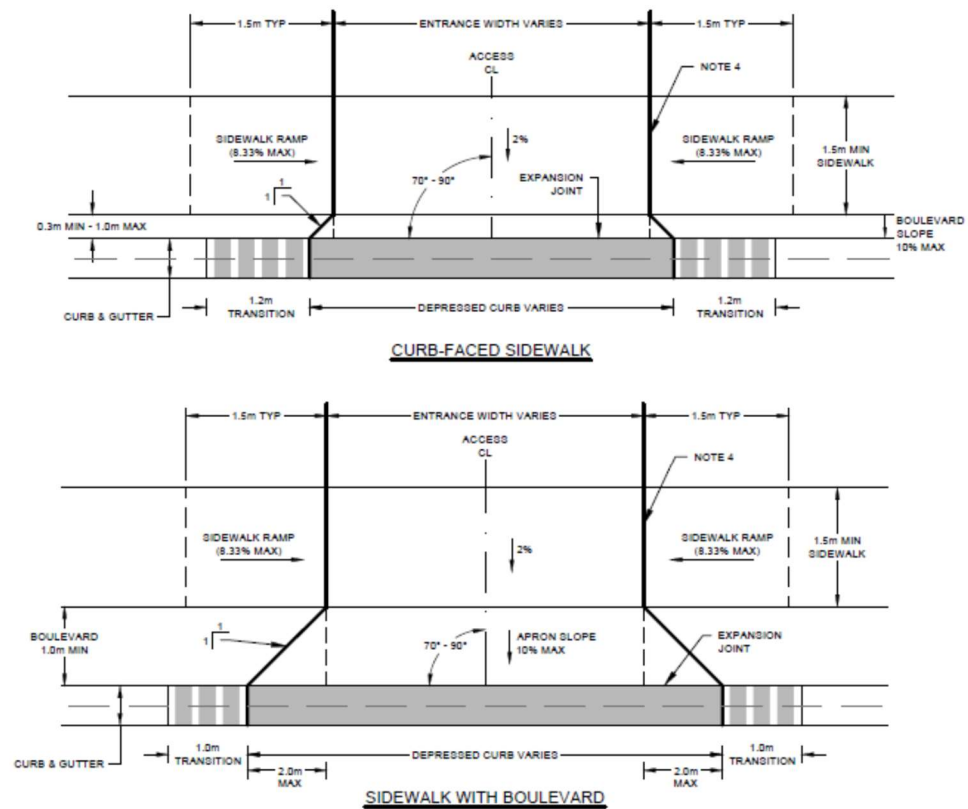 1.5m TYP
ENTRANCE WIDTH VARIES
1.5m TYP
ACCESS
CL
NOTE 4
SIDEWALK RAMP
(8.33% MAX)
2%
SIDEWALK RAMP
(8.33% MAX)
1.5m MIN
SIDEWALK
70° - 90°
EXPANSION
JOINT
1
1
0.3m MIN - 1.0m MAX
BOULEVARD
SLOPE
10% MAX
CURB & GUTTER
1.2m
TRANSITION
DEPRESSED CURB VARIES
1.2m
TRANSITION
CURB-FACED SIDEWALK
1.5m TYP
ENTRANCE WIDTH VARIES
1.5m TYP
ACCESS
CL
NOTE 4
SIDEWALK RAMP
(8.33% MAX)
2%
SIDEWALK RAMP
(8.33% MAX)
1.5m MIN
SIDEWALK
BOULEVARD
1.0m MIN
1
1
70° - 90°
APRON SLOPE
10% MAX
EXPANSION
JOINT
CURB & GUTTER
1.0m
TRANSITION
DEPRESSED CURB VARIES
1.0m
TRANSITION
2.0m
MAX
2.0m
MAX
SIDEWALK WITH BOULEVARD